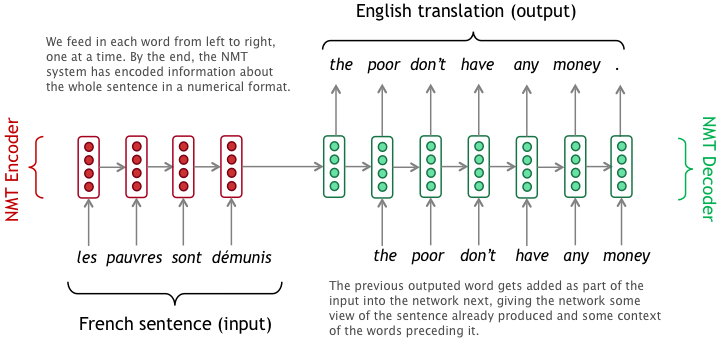 English translation (output)
We feed in each word from left to right,
one at a time. By the end, the NMT
system has encoded information about
the whole sentence in a numerical format.
the poor don't have any money .
NMT Encoder
NMT Decoder
les pauvres sont démunis
the poor don't have any money
French sentence (input)
The previous outputed word gets added as part of the
input into the network next, giving the network some
view of the sentence already produced and some context
of the words preceding it.